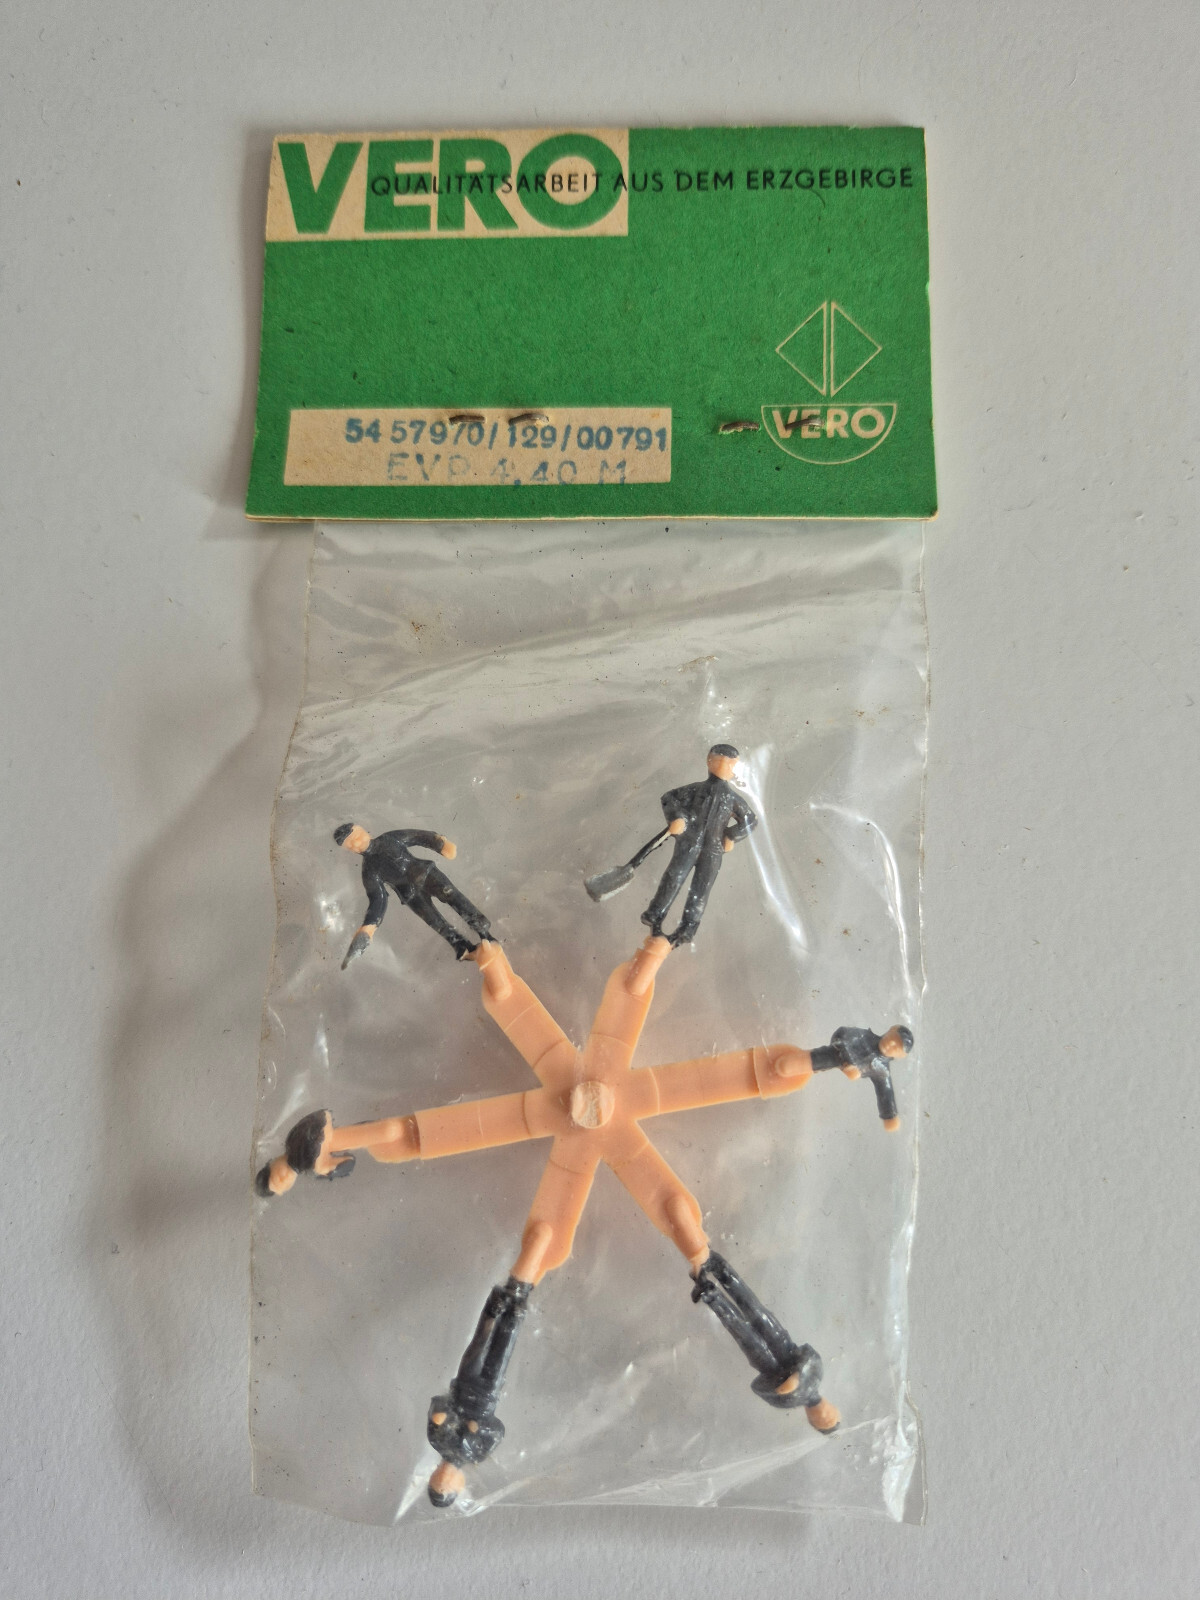 VERO
QUALITÄTSARBEIT AUS DEM ERZGEBIRGE
VERO
54 57970/129/00791
EVP 4,40 M